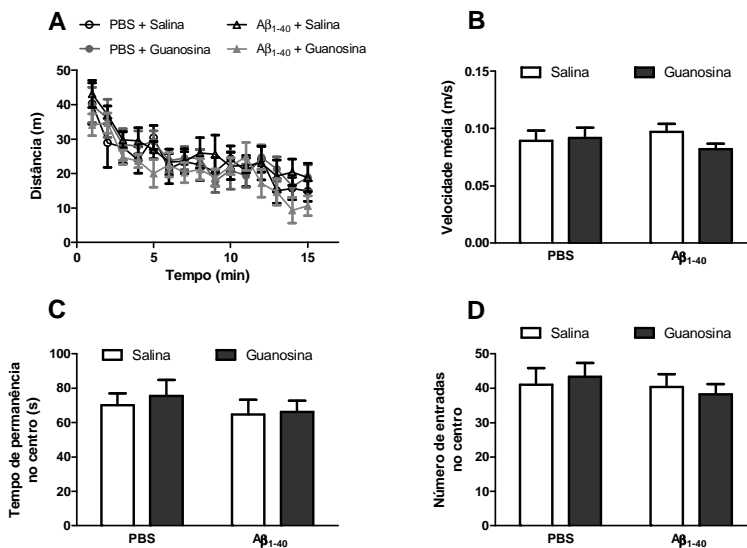 A
PBS + Salina
Aβ1-40 + Salina
PBS + Guanosina
Aβ1-40 + Guanosina
Distância (m)
50
40
30
20
10
0
0
5
10
15
Tempo (min)
B
Salina
Guanosina
Velocidade média (m/s)
0.15
0.10
0.05
0.00
PBS
Aβ1-40
C
Salina
Guanosina
Tempo de permanência
no centro (s)
100
80
60
40
20
0
PBS
Aβ1-40
D
Salina
Guanosina
Número de entradas
no centro
50
40
30
20
10
0
PBS
Aβ1-40